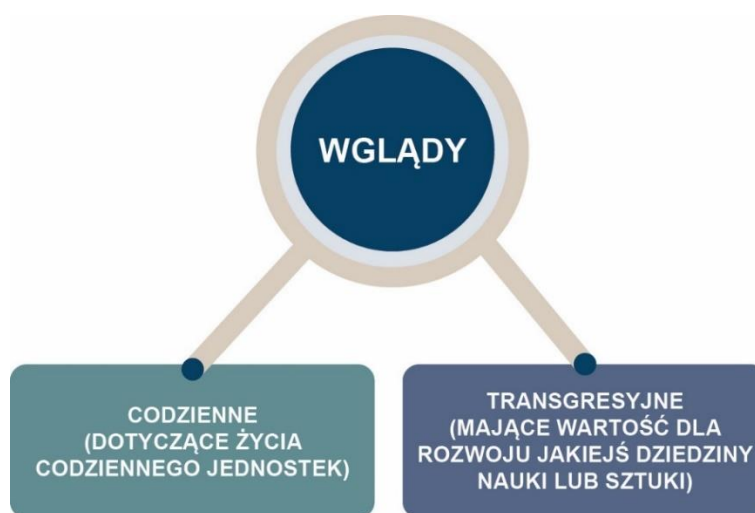 WGLĄDY
CODZIENNE
(DOTYCZĄCE ŻYCIA
CODZIENNEGO JEDNOSTEK)
TRANSGRESYJNE
(MAJĄCE WARTOŚĆ DLA
ROZWOJU JAKIEJŚ DZIEDZINY
NAUKI LUB SZTUKI)